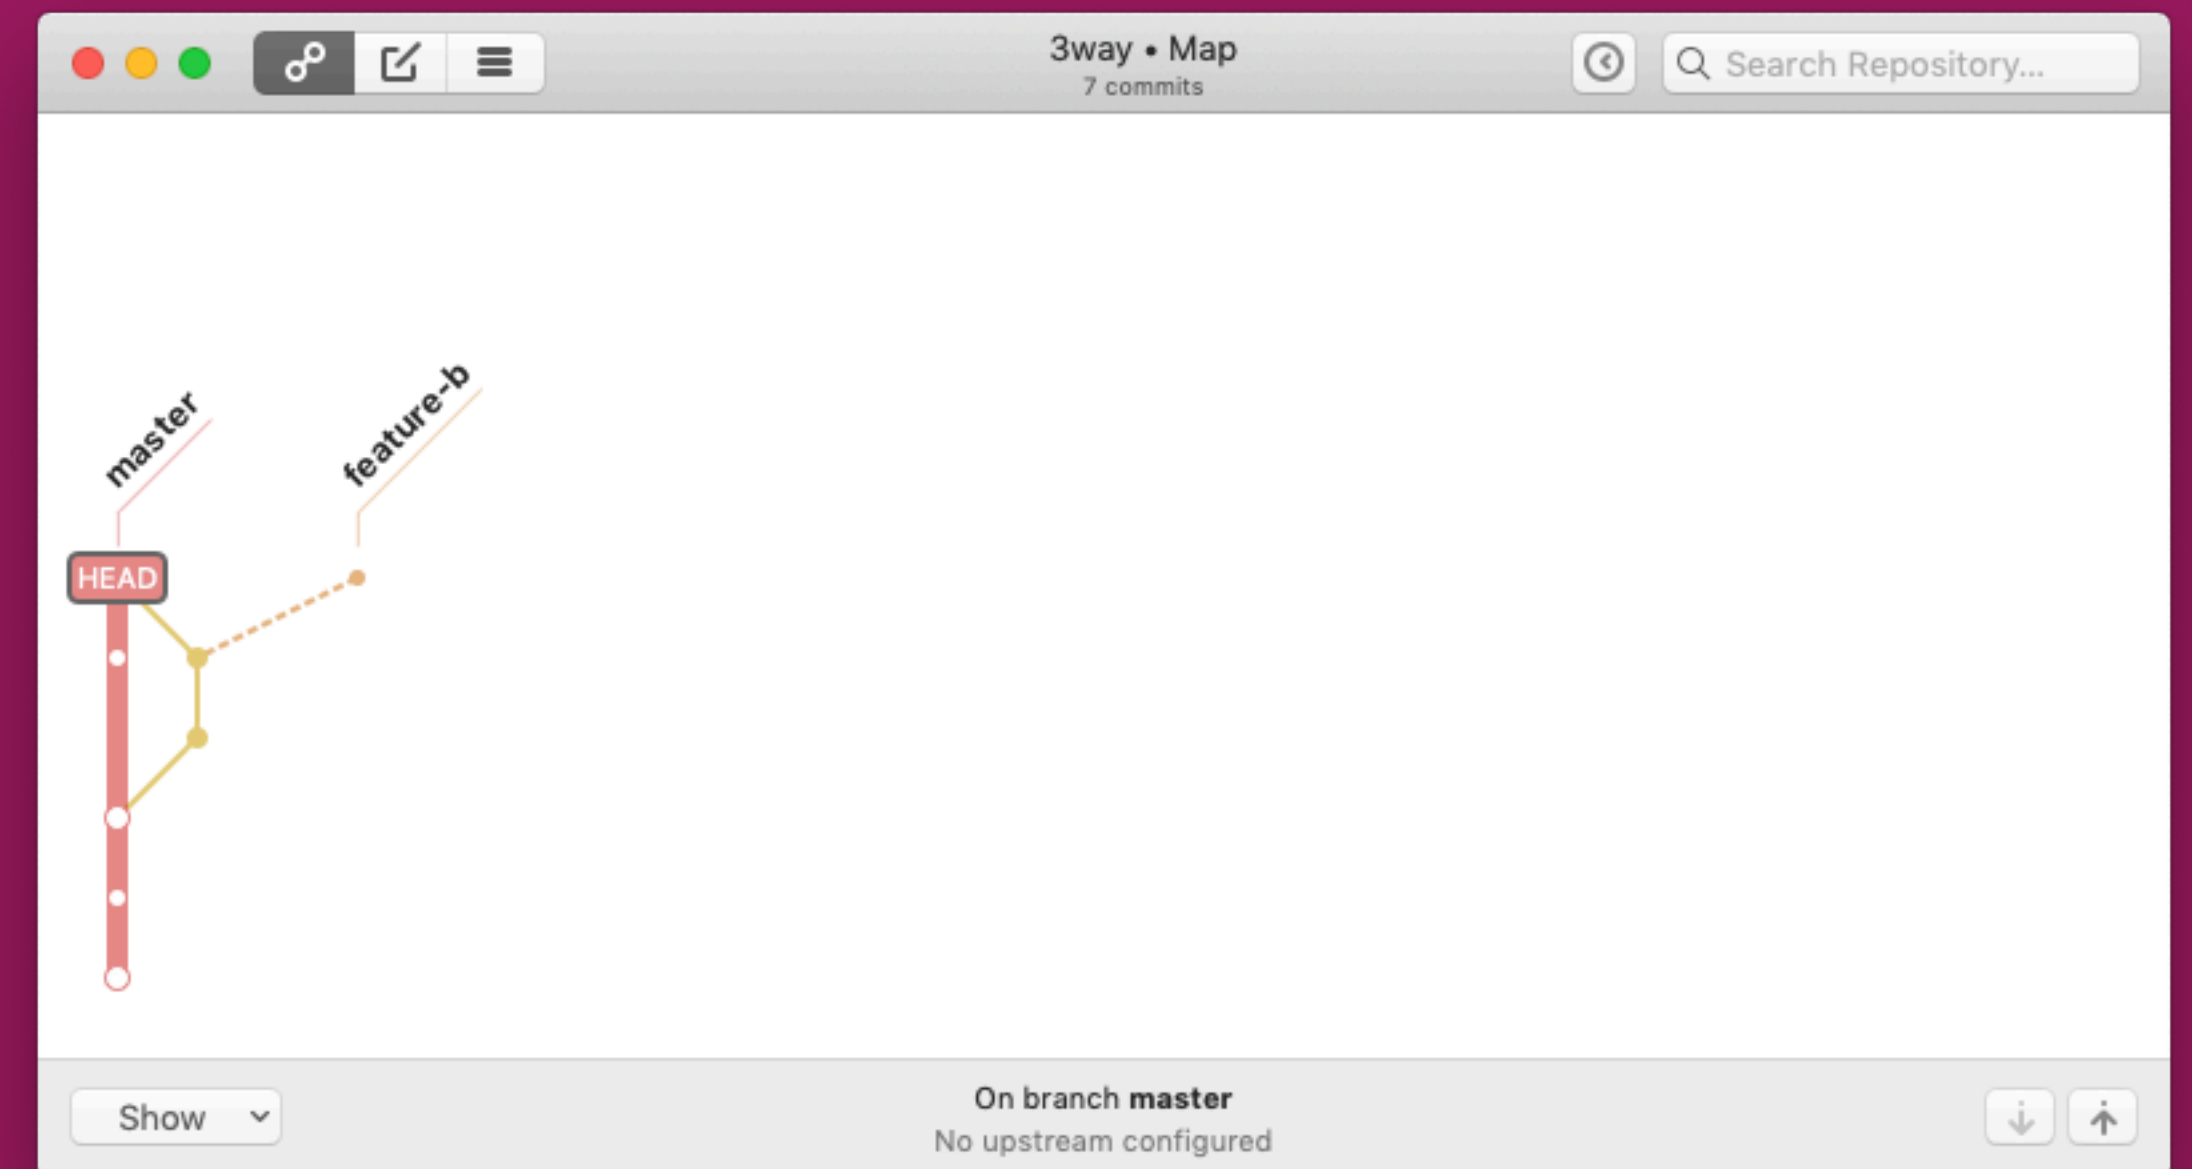 3way • Map
7 commits
Search Repository...
master
feature-b
HEAD
Show
On branch master
No upstream configured